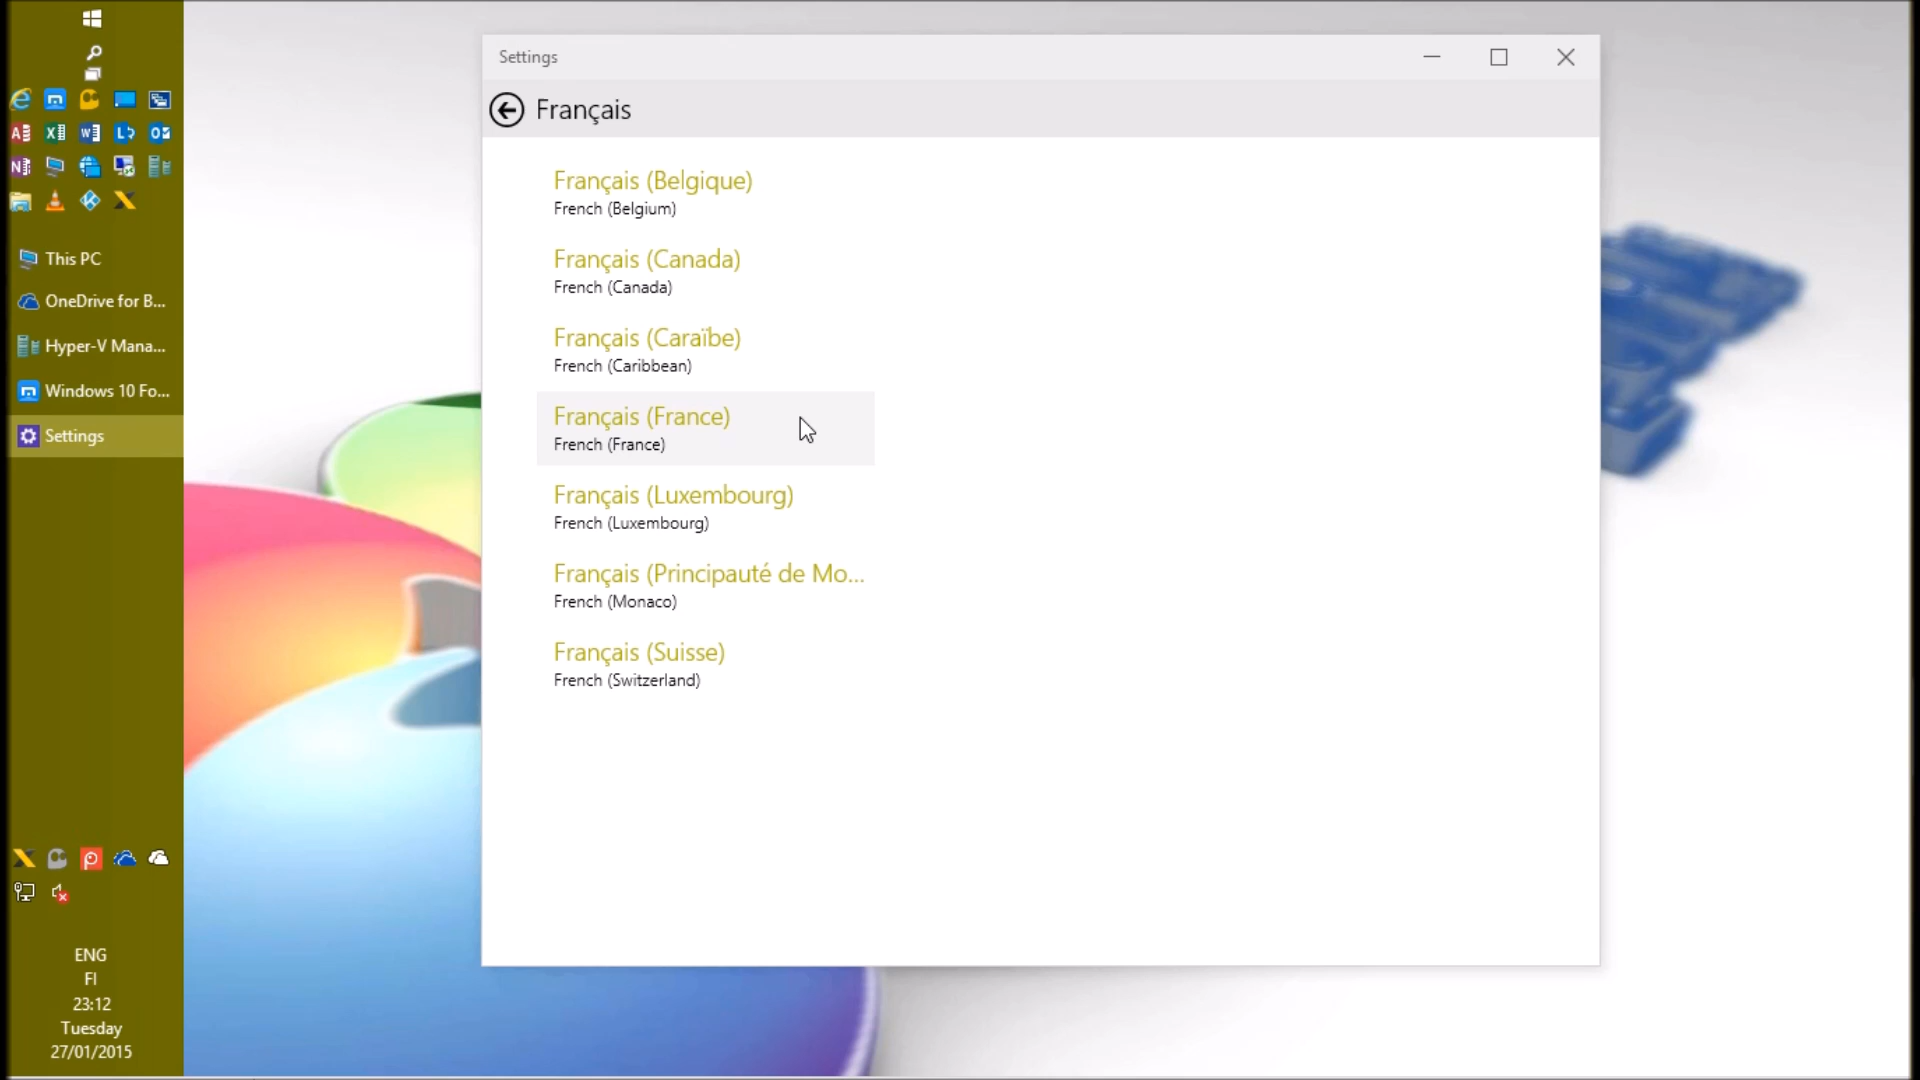 This PC
OneDrive for B...
Hyper-V Mana...
Windows 10 Fo...
Settings
ENG
FI
23:12
Tuesday
27/01/2015
Settings
Français
Français (Belgique)
French (Belgium)
Français (Canada)
French (Canada)
Français (Caraïbe)
French (Caribbean)
Français (France)
French (France)
Français (Luxembourg)
French (Luxembourg)
Français (Principauté de Mo...
French (Monaco)
Français (Suisse)
French (Switzerland)